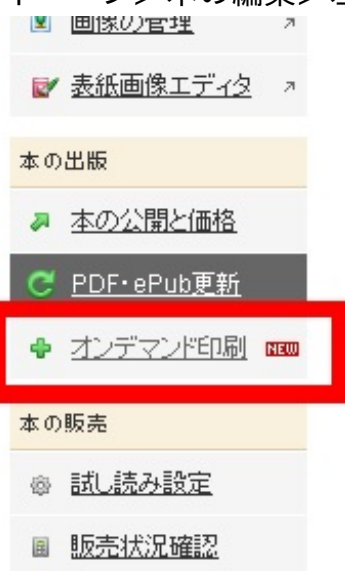 画像の管理
表紙画像エディタ
本の出版
本の公開と価格
PDF・ePub更新
オンデマンド印刷 NEW
本の販売
試し読み設定
販売状況確認